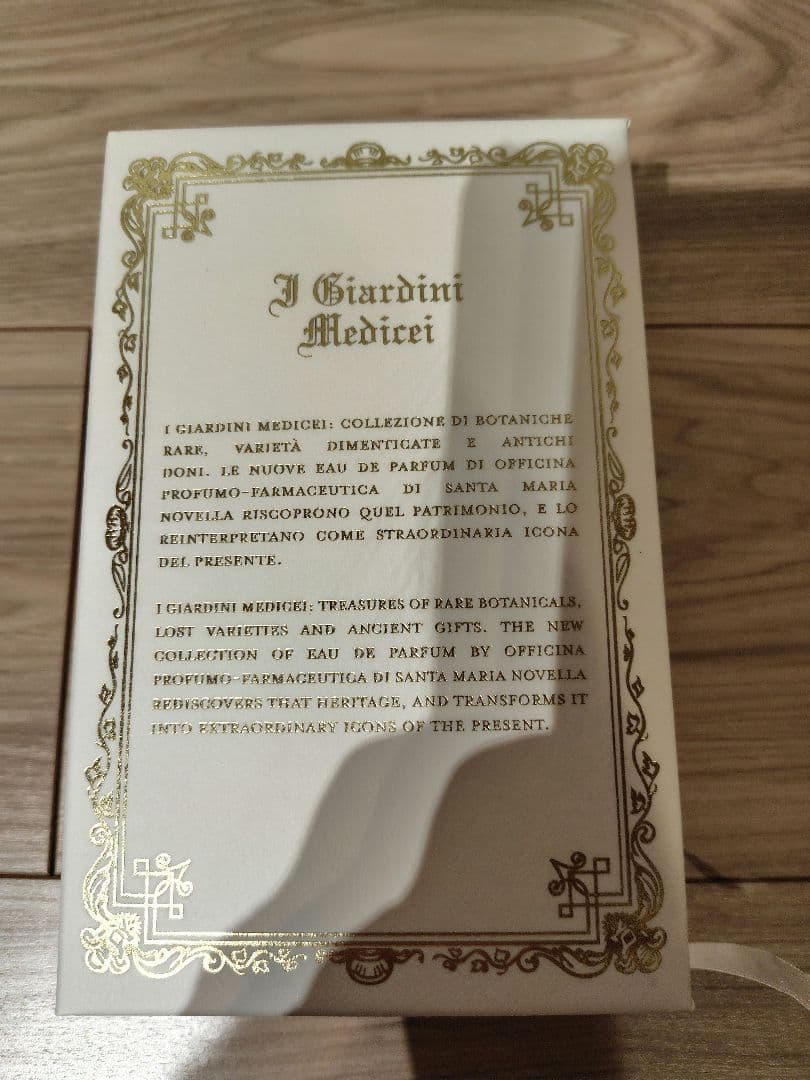 I Giardini
Medicei
I GIARDINI MEDICEI: COLLEZIONE DI BOTANICHE
RARE, VARIETÀ DIMENTICATE E ANTICHI
DONI. LE NUOVE EAU DE PARFUM DI OFFICINA
PROFUMO-FARMACEUTICA DI SANTA MARIA
NOVELLA RISCOPRONO QUEL PATRIMONIO, E LO
REINTERPRETANO COME STRAORDINARIA ICONA
DEL PRESENTE.
I GIARDINI MEDICEI: TREASURES OF RARE BOTANICALS,
LOST VARIETIES AND ANCIENT GIFTS. THE NEW
COLLECTION OF EAU DE PARFUM BY OFFICINA
PROFUMO-FARMACEUTICA DI SANTA MARIA NOVELLA
REDISCOVERS THAT HERITAGE, AND TRANSFORMS IT
INTO EXTRAORDINARY ICONS OF THE PRESENT.